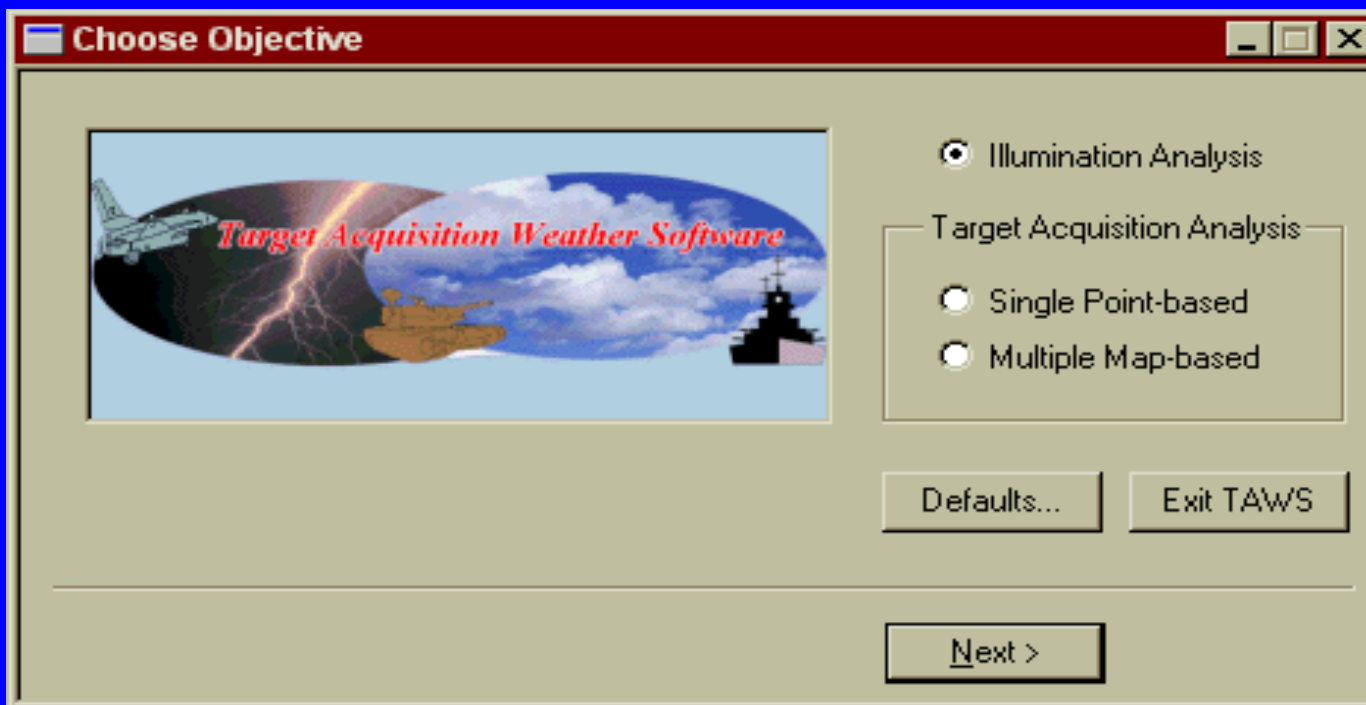 Choose Objective
Target Acquisition Weather Software
Illumination Analysis
Target Acquisition Analysis
Single Point-based
Multiple Map-based
Defaults...
Exit TAWS
Next >